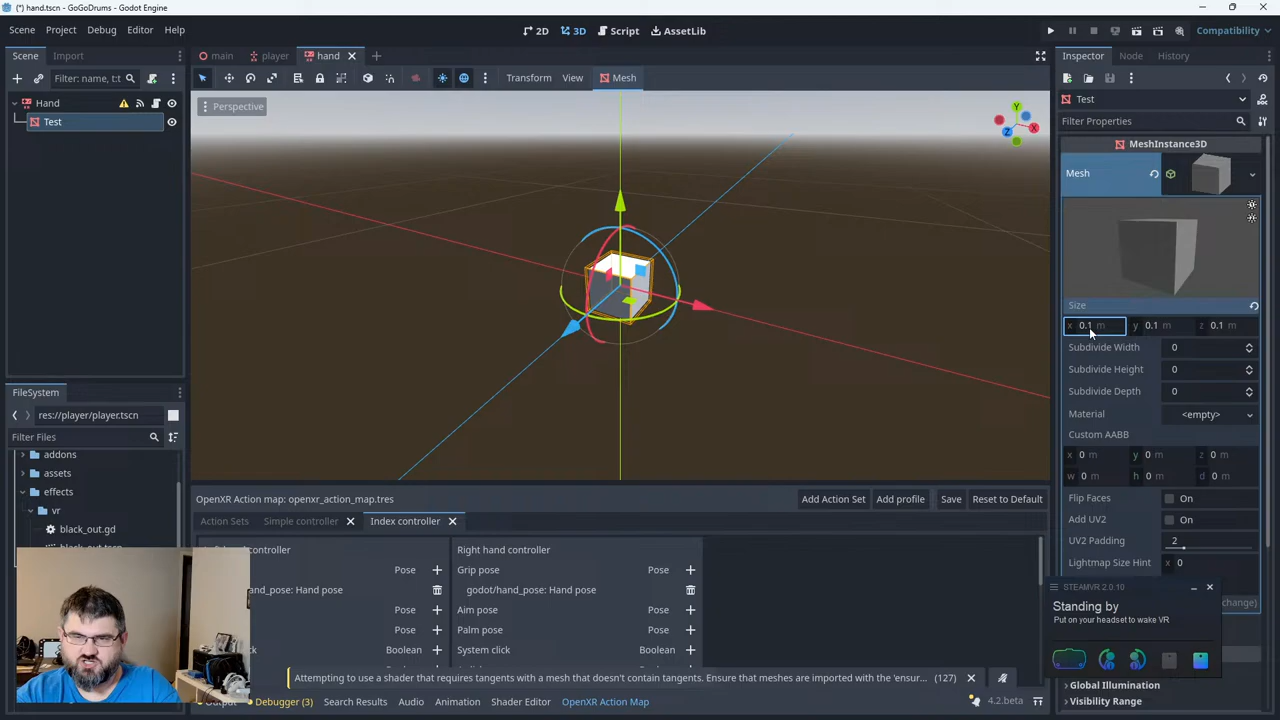 (*) hand.tscn - GoGoDrums - Godot Engine
Scene Project Debug Editor Help
2D 3D Script AssetLib
Compatibility
Scene Import
main player hand
Inspector Node History
Filter: name, t:t
Transform View Mesh
Test
Filter Properties
Hand
Test
Perspective
Y X Z
MeshInstance3D
Mesh
Size
x 0.1 m y 0.1 m z 0.1 m
Subdivide Width 0
Subdivide Height 0
Subdivide Depth 0
Material <empty>
Custom AABB
x 0 m y 0 m z 0 m
w 0 m h 0 m d 0 m
Flip Faces On
Add UV2 On
UV2 Padding 2
Lightmap Size Hint x 0
change)
Global Illumination
Visibility Range
FileSystem
res://player/player.tscn
Filter Files
addons
assets
effects
vr
black_out.gd
OpenXR Action map: openxr_action_map.tres
Add Action Set Add profile Save Reset to Default
Action Sets Simple controller Index controller
controller Right hand controller
Pose Grip pose Pose
and_pose: Hand pose godot/hand_pose: Hand pose
Pose Aim pose Pose
Pose Palm pose Pose
Boolean System click Boolean
Attempting to use a shader that requires tangents with a mesh that doesn't contain tangents. Ensure that meshes are imported with the 'ensur... (127)
Output Debugger (3) Search Results Audio Animation Shader Editor OpenXR Action Map
4.2.beta
STEAMVR 2.0.10
Standing by
Put on your headset to wake VR